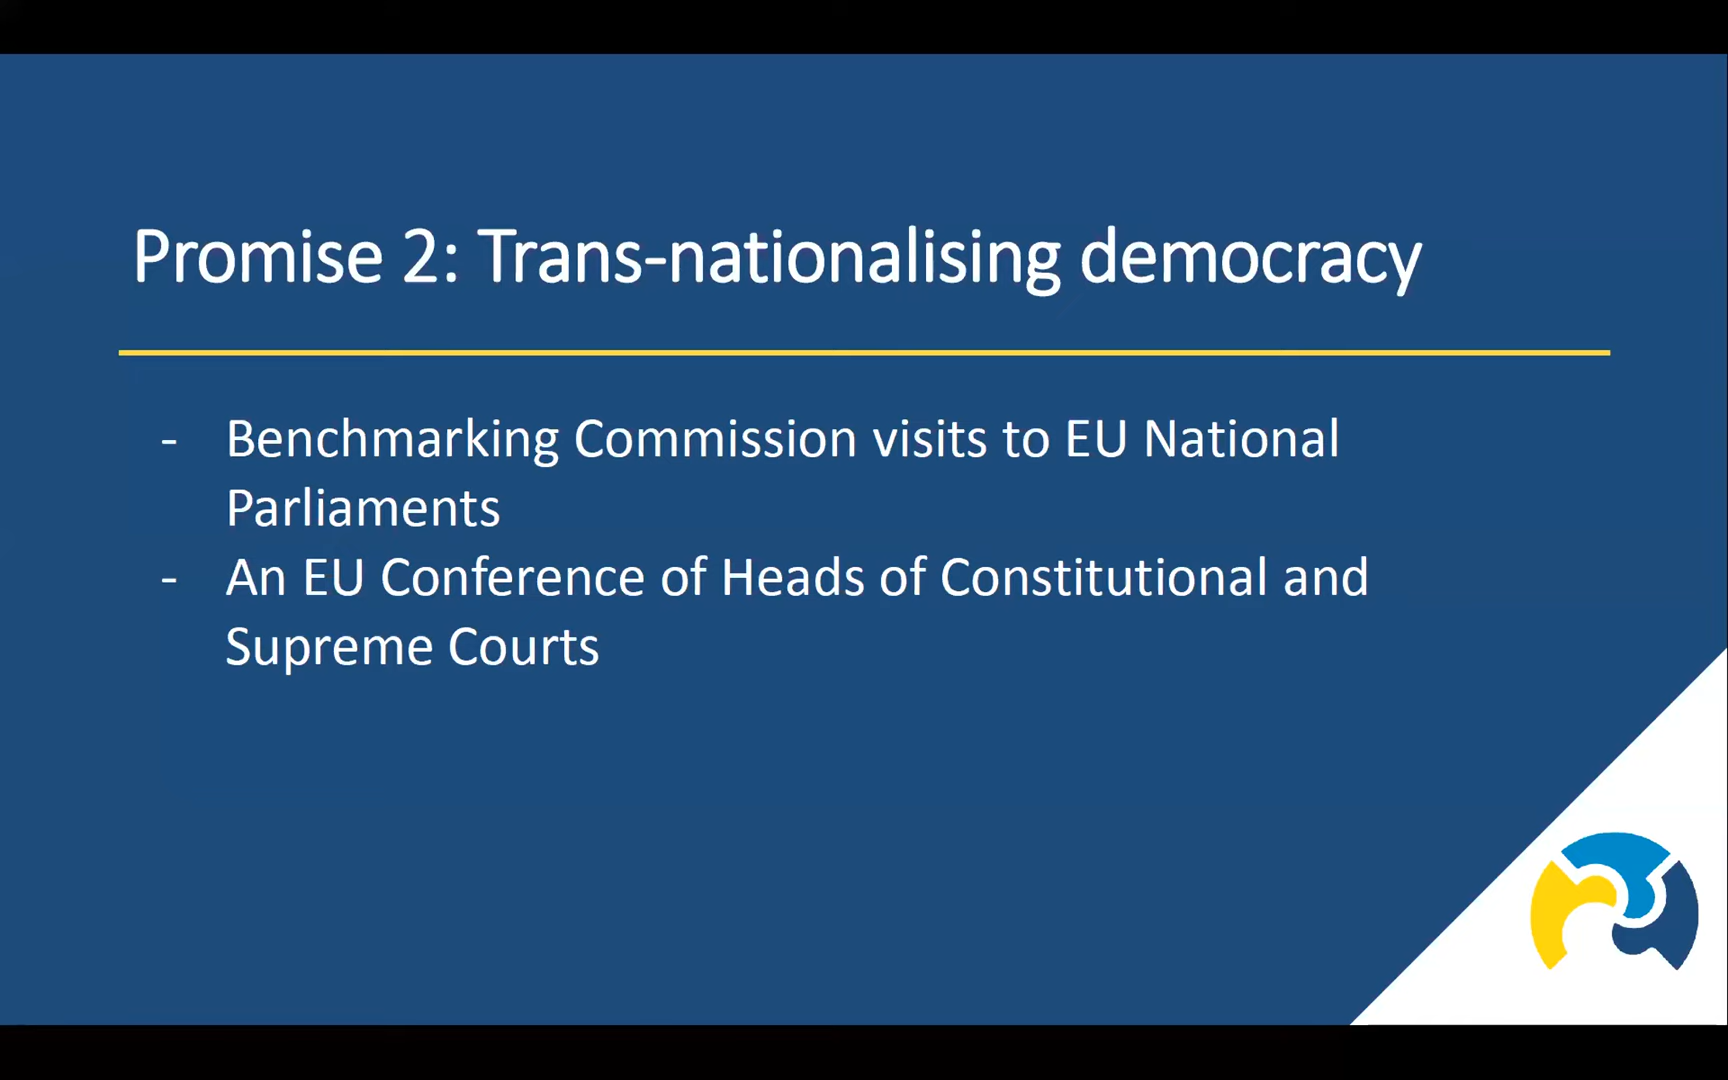 Promise 2: Trans-nationalising democracy
- Benchmarking Commission visits to EU National
Parliaments
- An EU Conference of Heads of Constitutional and
Supreme Courts